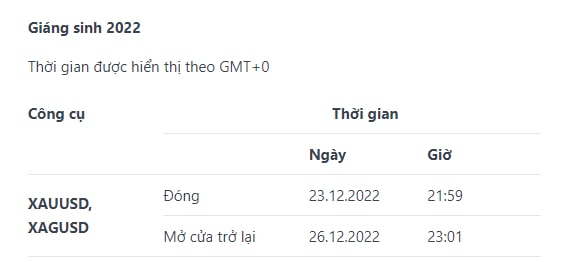 Giáng sinh 2022
Thời gian được hiển thị theo GMT+0
Công cụ Thời gian
Ngày Giờ
XAUUSD, XAGUSD
Đóng 23.12.2022 21:59
Mở cửa trở lại 26.12.2022 23:01